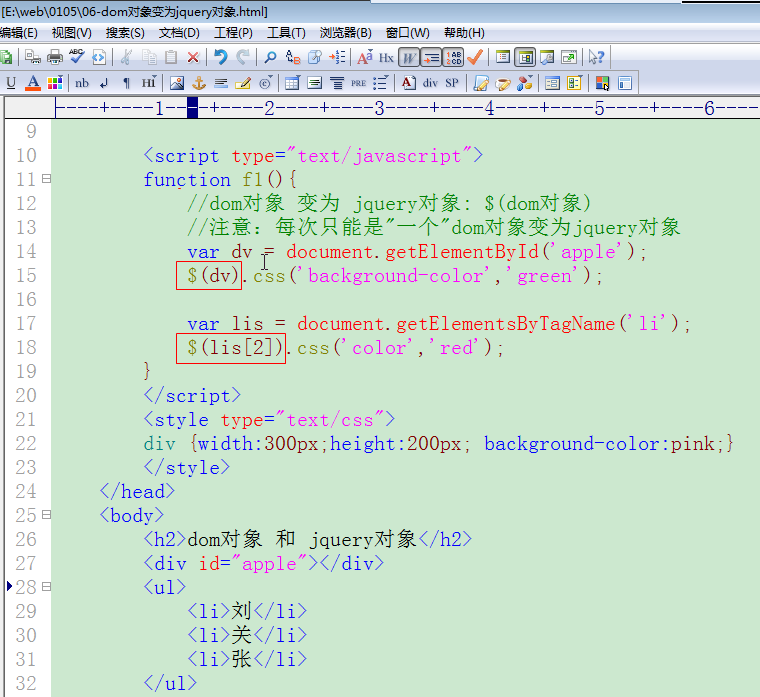 [E:\web\0105\06-dom对象变为jquery对象.html]
编辑(E) 视图(V) 搜索(S) 文档(D) 工程(P) 工具(T) 浏览器(B) 窗口(W) 帮助(H)
U A nb ¶ HI PRE A div SP
1 2 3 4 5 6
9
10 <script type="text/javascript">
11 function f1(){
12 //dom对象 变为 jquery对象: $(dom对象)
13 //注意: 每次只能是"一个"dom对象变为jquery对象
14 var dv = document.getElementById('apple');
15 $(dv).css('background-color','green');
16
17 var lis = document.getElementsByTagName('li');
18 $(lis[2]).css('color','red');
19 }
20 </script>
21 <style type="text/css">
22 div {width:300px;height:200px; background-color:pink;}
23 </style>
24 </head>
25 <body>
26 <h2>dom对象 和 jquery对象</h2>
27 <div id="apple"></div>
28 <ul>
29 <li>刘</li>
30 <li>关</li>
31 <li>张</li>
32 </ul>